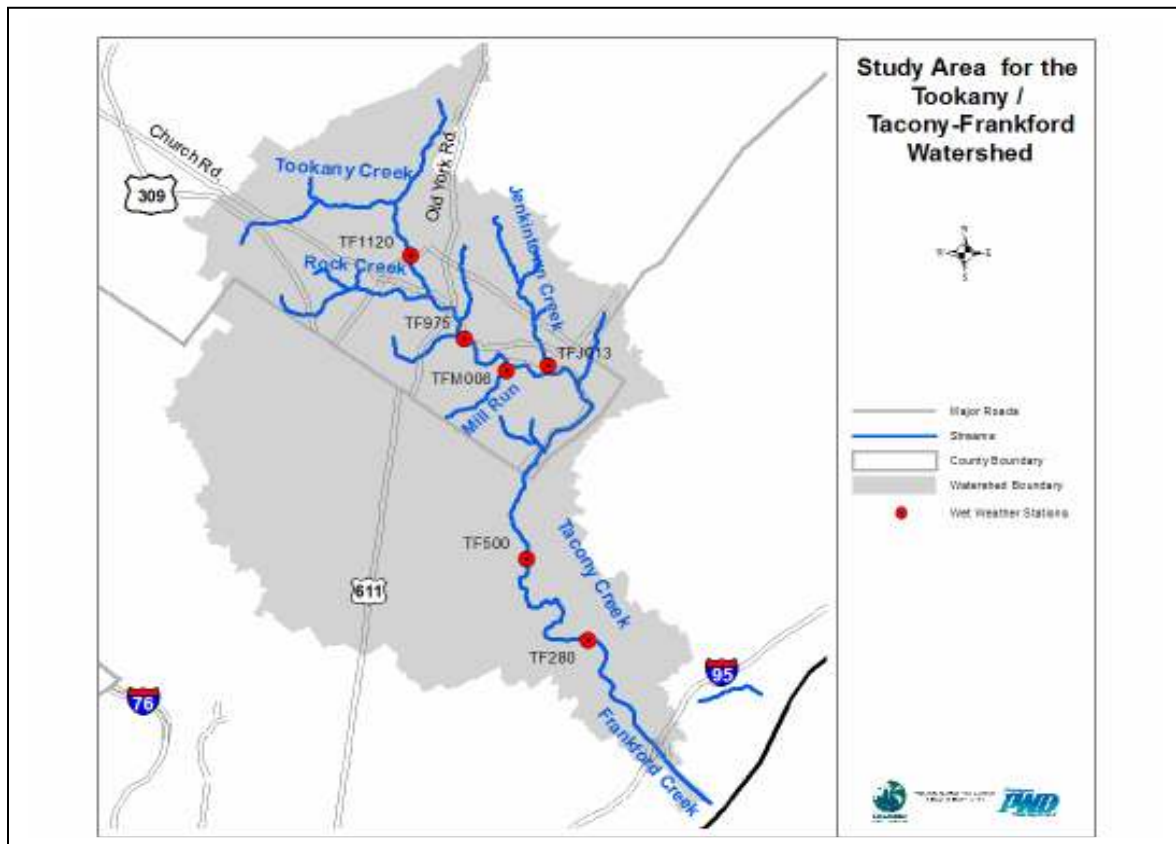 Study Area for the
Tookany /
Tacony-Frankford
Watershed
N
W
E
S
Church Rd.
309
Tookany Creek
Old York Rd.
Jenkintown Creek
TF1120
Rock Creek
TF975
TFJ013
TFM006
Mill Run
TF500
Tacony Creek
611
TF280
95
76
Frankford Creek
Major Roads
Streams
County Boundary
Watershed Boundary
Wet Weather Stations
PWD